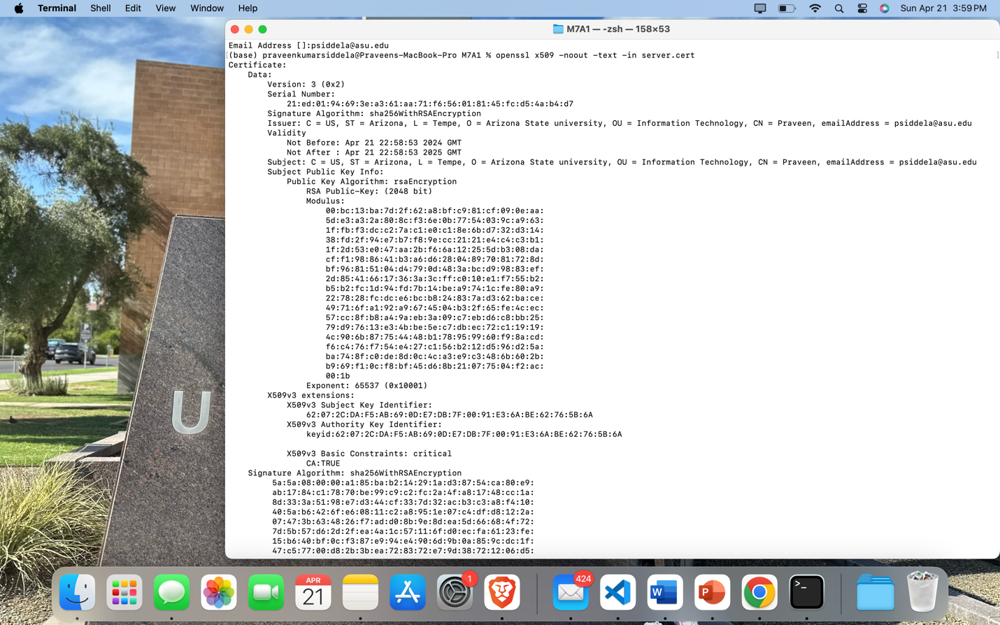 Terminal Shell Edit View Window Help Sun Apr 21 3:59 PM
M7A1 — -zsh — 158×53
Email Address []:psiddela@asu.edu
[(base) praveenkumarsiddela@Praveens-MacBook-Pro M7A1 % openssl x509 -noout -text -in server.cert ]
Certificate:
Data:
Version: 3 (0x2)
Serial Number:
21:ed:01:94:69:3e:a3:61:aa:71:f6:56:01:81:45:fc:d5:4a:b4:d7
Signature Algorithm: sha256WithRSAEncryption
Issuer: C = US, ST = Arizona, L = Tempe, O = Arizona State university, OU = Information Technology, CN = Praveen, emailAddress = psiddela@asu.edu
Validity
Not Before: Apr 21 22:58:53 2024 GMT
Not After : Apr 21 22:58:53 2025 GMT
Subject: C = US, ST = Arizona, L = Tempe, O = Arizona State university, OU = Information Technology, CN = Praveen, emailAddress = psiddela@asu.edu
Subject Public Key Info:
Public Key Algorithm: rsaEncryption
RSA Public-Key: (2048 bit)
Modulus:
00:bc:13:ba:7d:2f:62:a8:bf:c9:81:cf:09:0e:aa:
5d:e3:a3:2a:80:8c:f3:6e:0b:77:54:03:9c:a9:63:
1f:fb:f3:dc:c2:7a:c1:e0:c1:8e:6b:d7:32:d3:14:
38:fd:2f:94:e7:b7:f8:9e:cc:21:21:e4:c4:c3:b1:
1f:2d:53:e0:47:aa:2b:f6:6a:12:25:5d:b3:08:da:
cf:f1:98:86:41:b3:a6:d6:28:04:89:70:81:72:8d:
bf:96:81:51:04:d4:79:0d:48:3a:bc:d9:98:83:ef:
2d:85:41:66:17:36:3a:3c:ff:c0:10:e1:f7:55:b2:
b5:b2:fc:1d:94:fd:7b:14:be:a9:74:1c:fe:80:a9:
22:78:28:fc:dc:e6:bc:b8:24:83:7a:d3:62:ba:ce:
49:71:6f:a1:92:a9:67:45:04:b3:2f:65:fe:4c:ec:
57:cc:8f:b8:a4:9a:eb:3a:09:c7:eb:d6:c8:bb:25:
79:d9:76:13:e3:4b:be:5e:c7:db:ec:72:c1:19:19:
4c:90:6b:87:75:44:48:b1:78:95:99:60:f9:8a:cd:
f6:c4:76:f7:54:e4:27:c1:56:b2:12:d5:96:d2:5a:
ba:74:8f:c0:de:8d:0c:4c:a3:e9:c3:48:6b:60:2b:
b9:69:f1:0c:f8:bf:45:d6:8b:21:07:75:04:f2:ac:
00:1b
Exponent: 65537 (0x10001)
X509v3 extensions:
X509v3 Subject Key Identifier:
62:07:2C:DA:F5:AB:69:0D:E7:DB:7F:00:91:E3:6A:BE:62:76:5B:6A
X509v3 Authority Key Identifier:
keyid:62:07:2C:DA:F5:AB:69:0D:E7:DB:7F:00:91:E3:6A:BE:62:76:5B:6A
X509v3 Basic Constraints: critical
CA:TRUE
Signature Algorithm: sha256WithRSAEncryption
5a:5a:08:00:00:a1:85:ba:b2:14:29:1a:d3:87:54:ca:80:e9:
ab:17:84:c1:78:70:be:99:c9:c2:fc:2a:4f:a8:17:48:cc:1a:
8d:33:3a:51:98:e7:d3:44:cf:33:7d:32:ac:b3:c3:a8:f4:10:
40:5a:b6:42:6f:e6:08:11:c2:a8:95:1e:07:c4:df:d8:12:2a:
07:47:3b:63:48:26:f7:ad:d0:8b:9e:8d:ea:5d:66:68:4f:72:
7d:5b:57:d6:2d:2f:ea:4a:1c:57:11:6f:d0:ec:fa:61:23:fe:
15:b6:40:bf:0c:f3:87:e9:94:e4:90:6d:9b:0a:85:9c:dc:1f:
47:c5:77:00:d8:2b:3b:ea:72:83:72:e7:9d:38:72:12:06:d5:
P
U
APR
21
1
424
W
P
>_